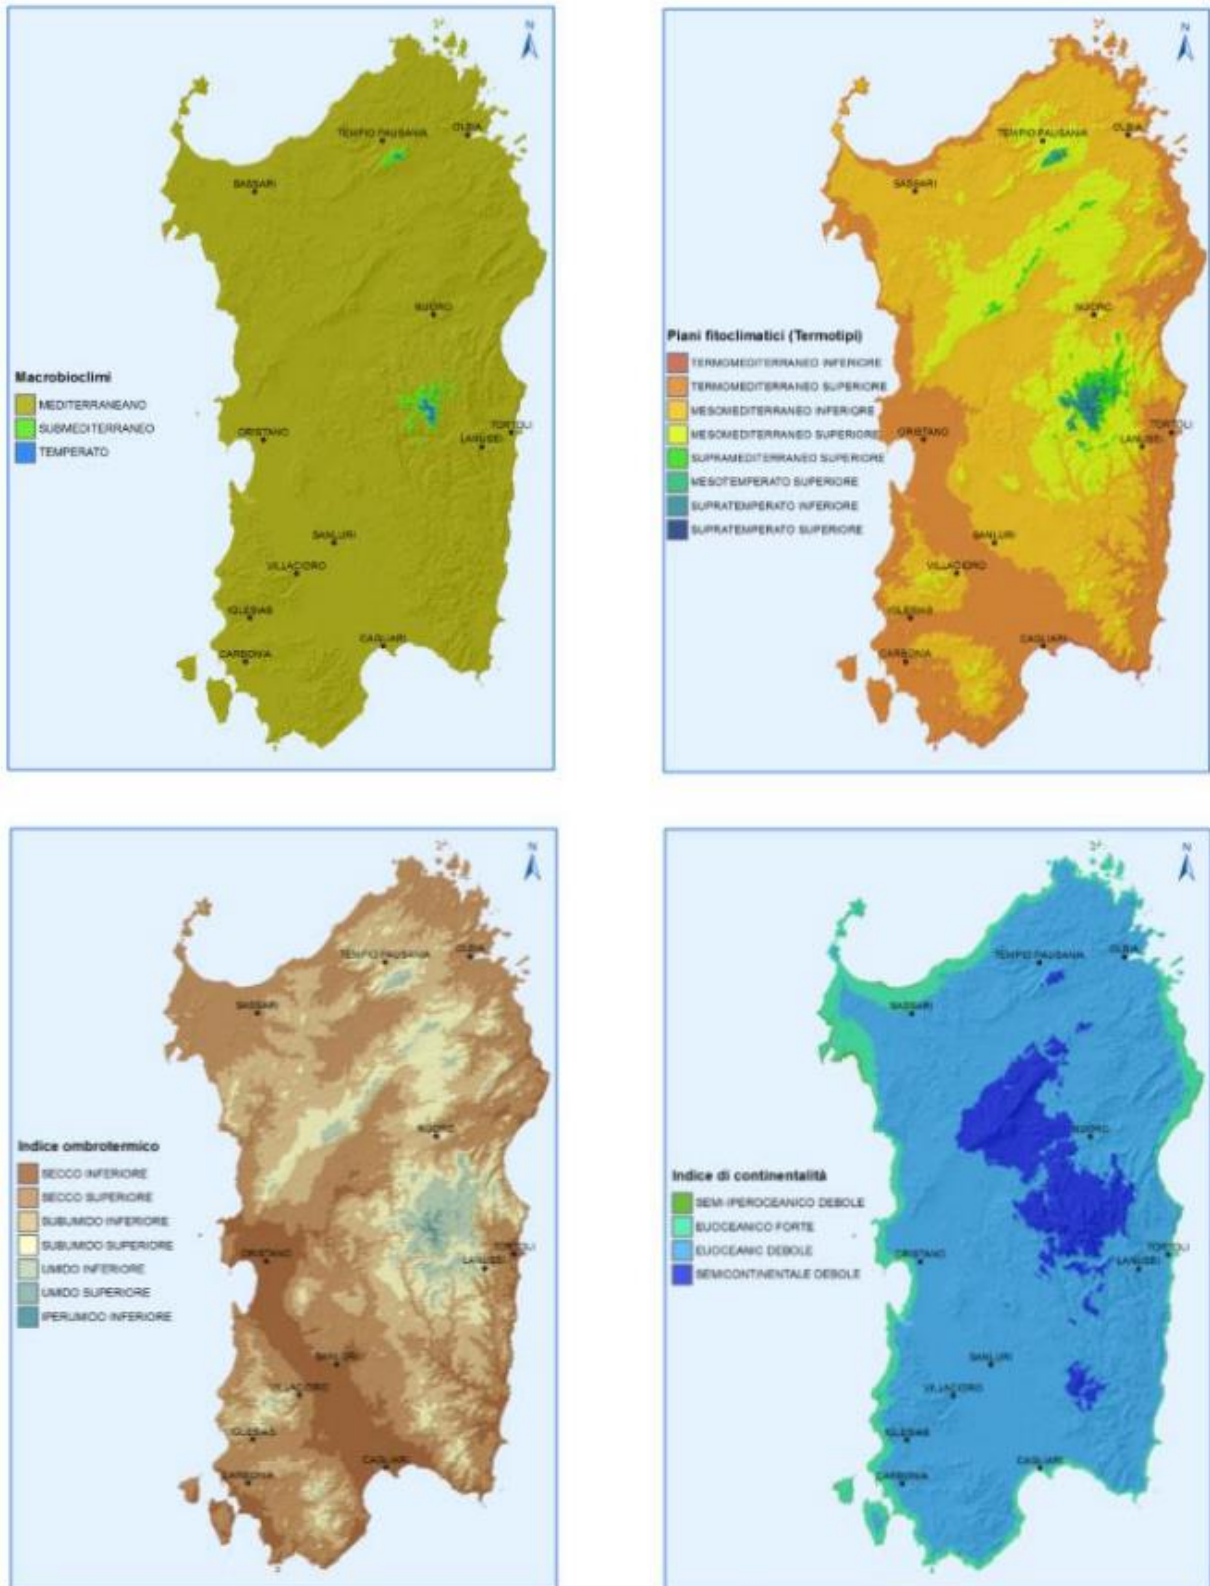 N
TEMPIO PAUSANIA
OLBIA
SASSARI
NUORO
Macrobioclimi
MEDITERRANEANO
SUBMEDITERRANEO
TEMPERATO
ORISTANO
TORTOLI
LANUSEI
SANLURI
VILLACIDRO
IGLESIAS
CAGLIARI
CARBONIA
N
TEMPIO PAUSANIA
OLBIA
SASSARI
NUORO
Piani fitoclimatici (Termotipi)
TERMOMEDITERRANEO INFERIORE
TERMOMEDITERRANEO SUPERIORE
MESOMEDITERRANEO INFERIORE
MESOMEDITERRANEO SUPERIORE
SUPRAMEDITERRANEO SUPERIORE
MESOTEMPERATO SUPERIORE
SUPRATEMPERATO INFERIORE
SUPRATEMPERATO SUPERIORE
ORISTANO
TORTOLI
LANUSEI
SANLURI
VILLACIDRO
IGLESIAS
CAGLIARI
CARBONIA
N
TEMPIO PAUSANIA
OLBIA
SASSARI
NUORO
Indice ombrotermico
SECCO INFERIORE
SECCO SUPERIORE
SUBUMIDO INFERIORE
SUBUMIDO SUPERIORE
UMIDO INFERIORE
UMIDO SUPERIORE
IPERUMIDO INFERIORE
ORISTANO
TORTOLI
LANUSEI
SANLURI
VILLACIDRO
IGLESIAS
CAGLIARI
CARBONIA
N
TEMPIO PAUSANIA
OLBIA
SASSARI
NUORO
Indice di continentalità
SEMI-IPEROCEANICO DEBOLE
EUOCEANICO FORTE
EUOCEANIC DEBOLE
SEMICONTINENTALE DEBOLE
ORISTANO
TORTOLI
LANUSEI
SANLURI
VILLACIDRO
IGLESIAS
CAGLIARI
CARBONIA